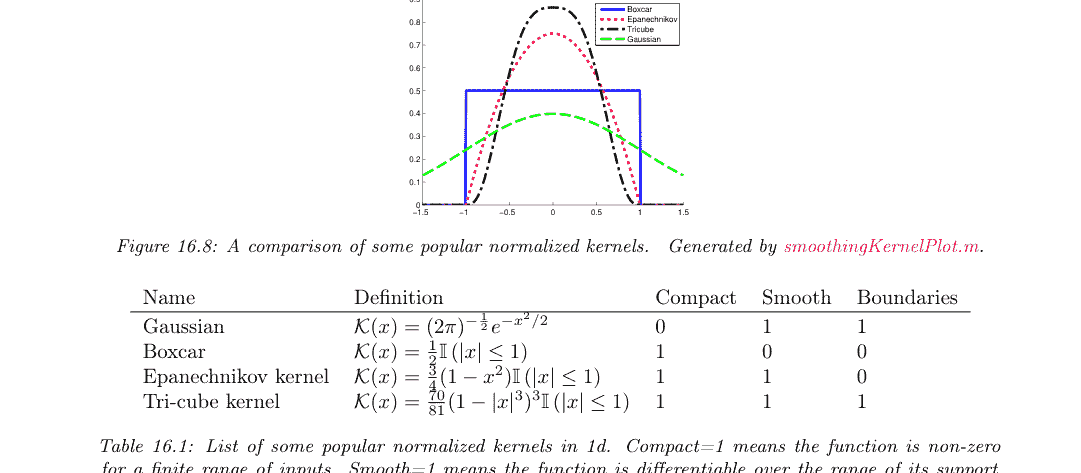 0.9
0.8
0.7
0.6
0.5
0.4
0.3
0.2
0.1
0
−1.5 −1 −0.5 0 0.5 1 1.5
Boxcar
Epanechnikov
Tricube
Gaussian
Figure 16.8: A comparison of some popular normalized kernels. Generated by smoothingKernelPlot.m.
Name Definition Compact Smooth Boundaries
Gaussian K(x) = (2π)^{−1/2} e^{−x²/2} 0 1 1
Boxcar K(x) = 1/2 𝕀(|x| ≤ 1) 1 0 0
Epanechnikov kernel K(x) = 3/4 (1 − x²)𝕀(|x| ≤ 1) 1 1 0
Tri-cube kernel K(x) = 70/81 (1 − |x|³)³𝕀(|x| ≤ 1) 1 1 1
Table 16.1: List of some popular normalized kernels in 1d. Compact=1 means the function is non-zero
for a finite range of inputs. Smooth=1 means the function is differentiable over the range of its support.